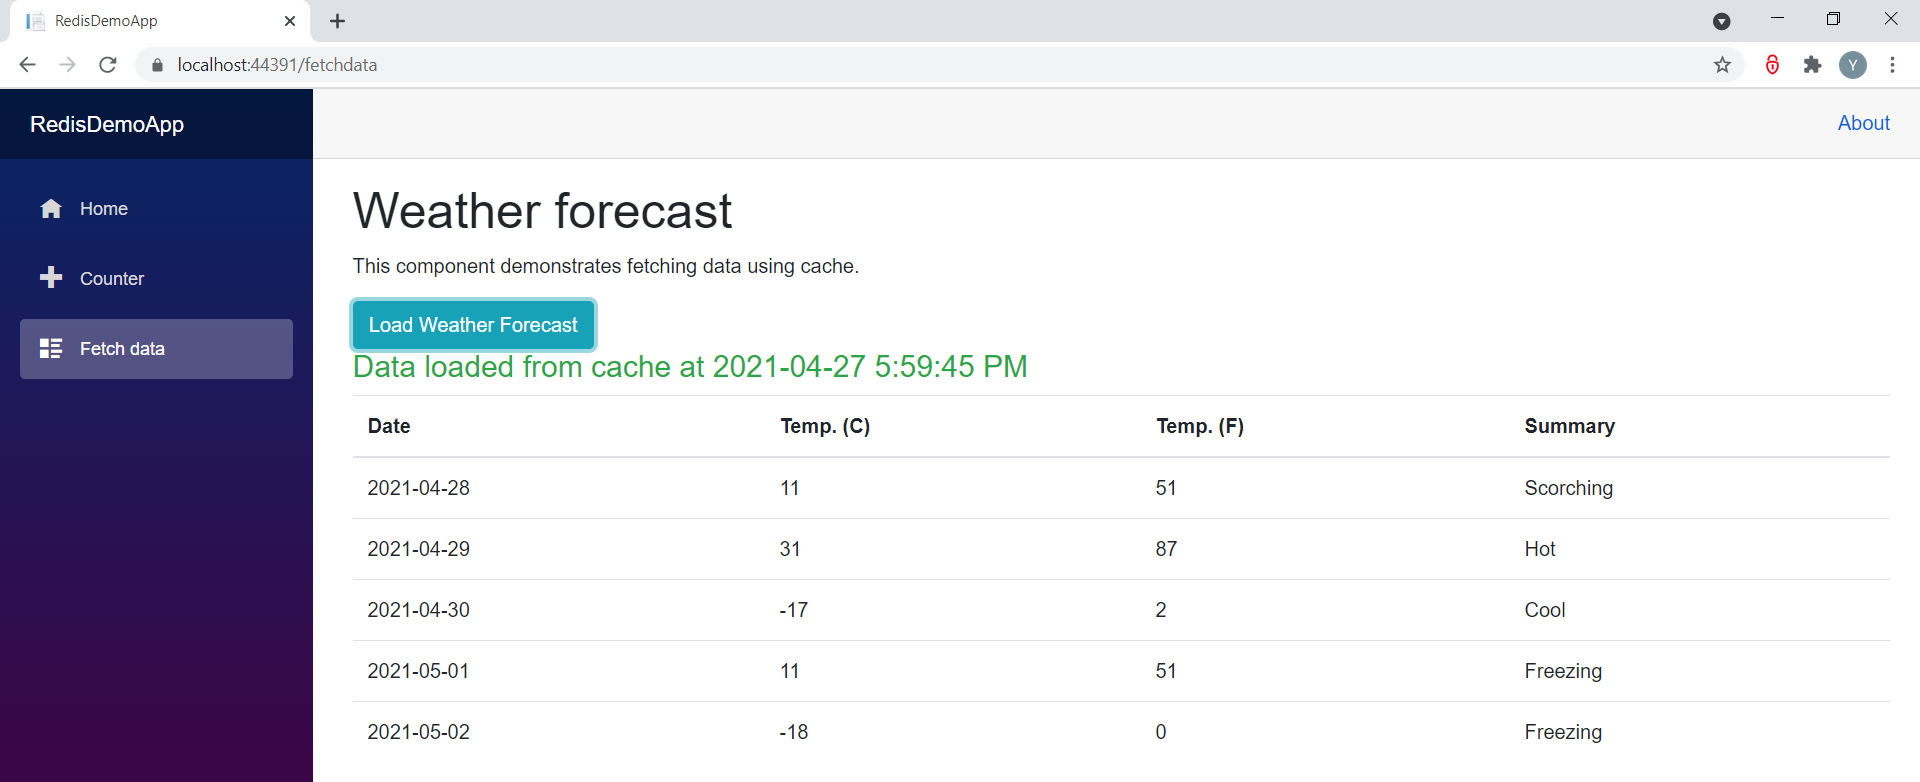 RedisDemoApp
localhost:44391/fetchdata
Y
RedisDemoApp
About
Home
Counter
Fetch data
Weather forecast
This component demonstrates fetching data using cache.
Load Weather Forecast
Data loaded from cache at 2021-04-27 5:59:45 PM
Date Temp. (C) Temp. (F) Summary
2021-04-28 11 51 Scorching
2021-04-29 31 87 Hot
2021-04-30 -17 2 Cool
2021-05-01 11 51 Freezing
2021-05-02 -18 0 Freezing